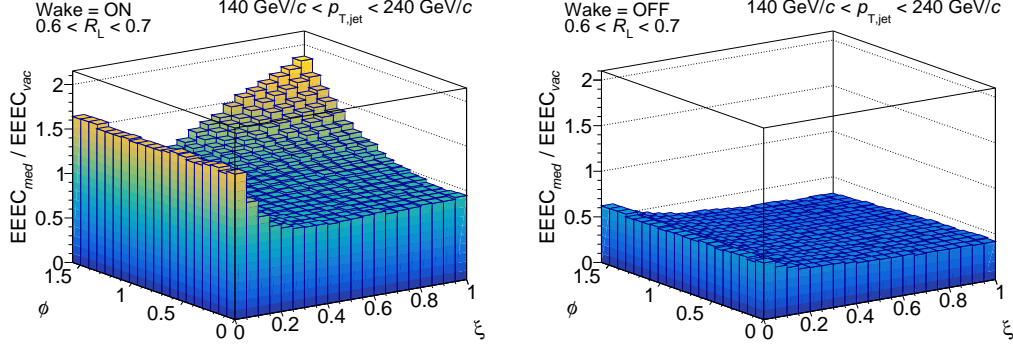 Wake = ON
140 GeV/c < p_T,jet < 240 GeV/c
0.6 < R_L < 0.7
EEEC_med / EEEC_vac
2
1.5
1
0.5
0
1.5
1
0.5
0
ϕ
0
0.2
0.4
0.6
0.8
1
ξ
Wake = OFF
140 GeV/c < p_T,jet < 240 GeV/c
0.6 < R_L < 0.7
EEEC_med / EEEC_vac
2
1.5
1
0.5
0
1.5
1
0.5
0
ϕ
0
0.2
0.4
0.6
0.8
1
ξ